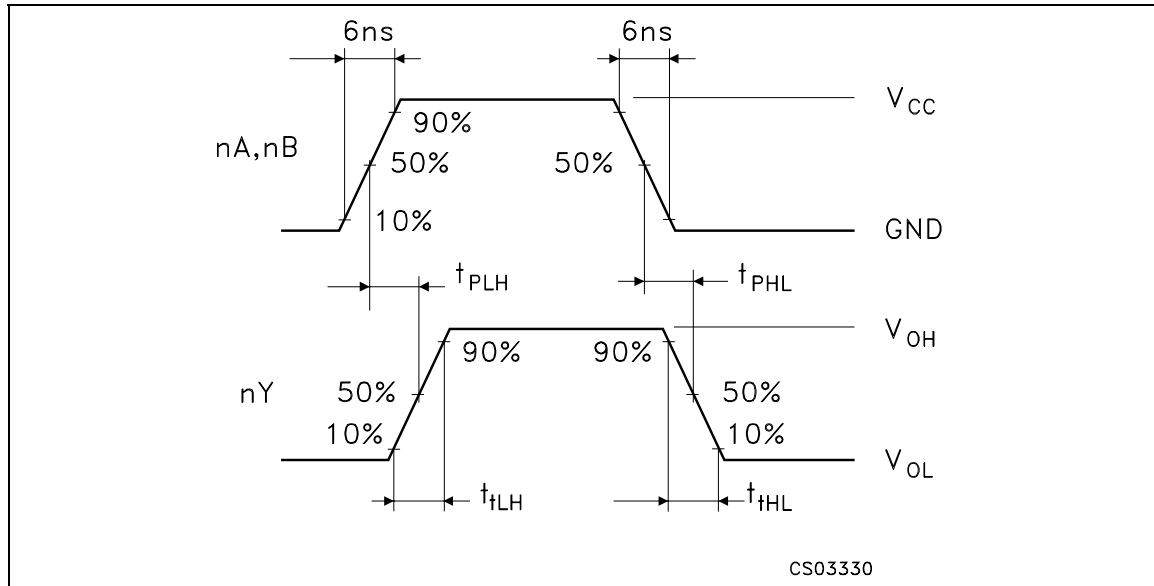 6ns 6ns
V_CC
90%
nA,nB
50% 50%
10%
GND
t_PLH t_PHL
V_OH
90% 90%
nY
50% 50%
10% 10%
V_OL
t_tLH t_tHL
CS03330